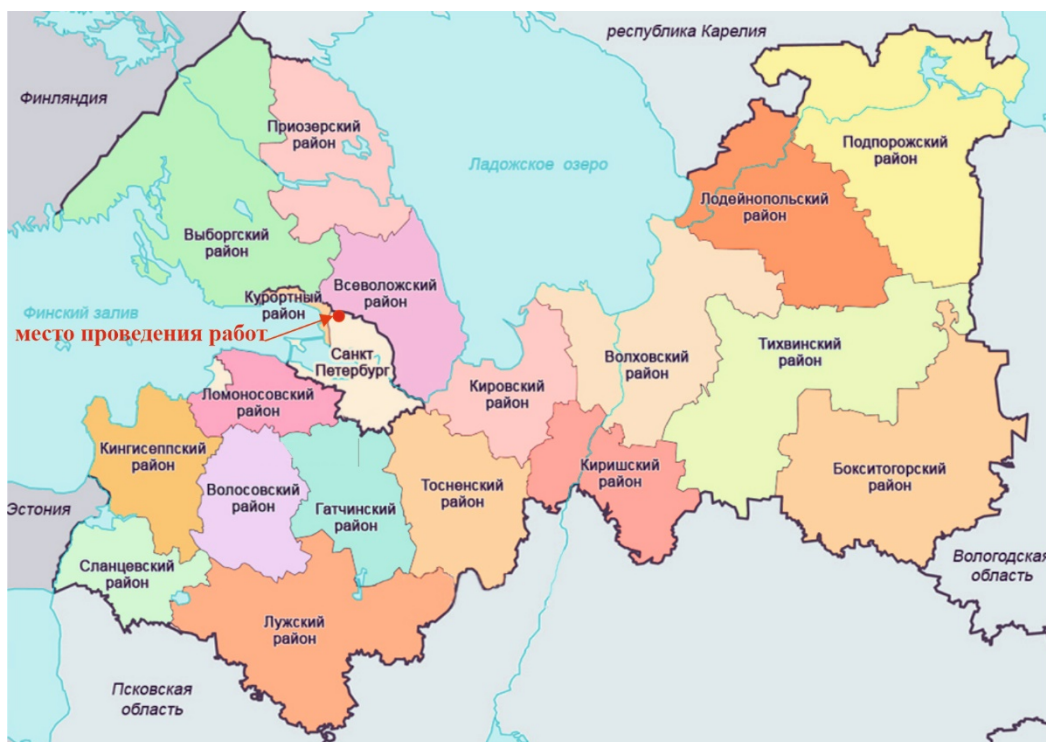 республика Карелия
Финляндия
Приозерский
район
Подпорожский
район
Ладожское озеро
Лодейнопольский
район
Выборгский
район
Всеволожский
район
Курортный
район
Финский залив
место проведения работ
Санкт
Петербург
Волховский
район
Тихвинский
район
Ломоносовский
район
Кировский
район
Кингисеппский
район
Волосовский
район
Гатчинский
район
Тосненский
район
Киришский
район
Бокситогорский
район
Эстония
Сланцевский
район
Вологодская
область
Лужский
район
Псковская
область